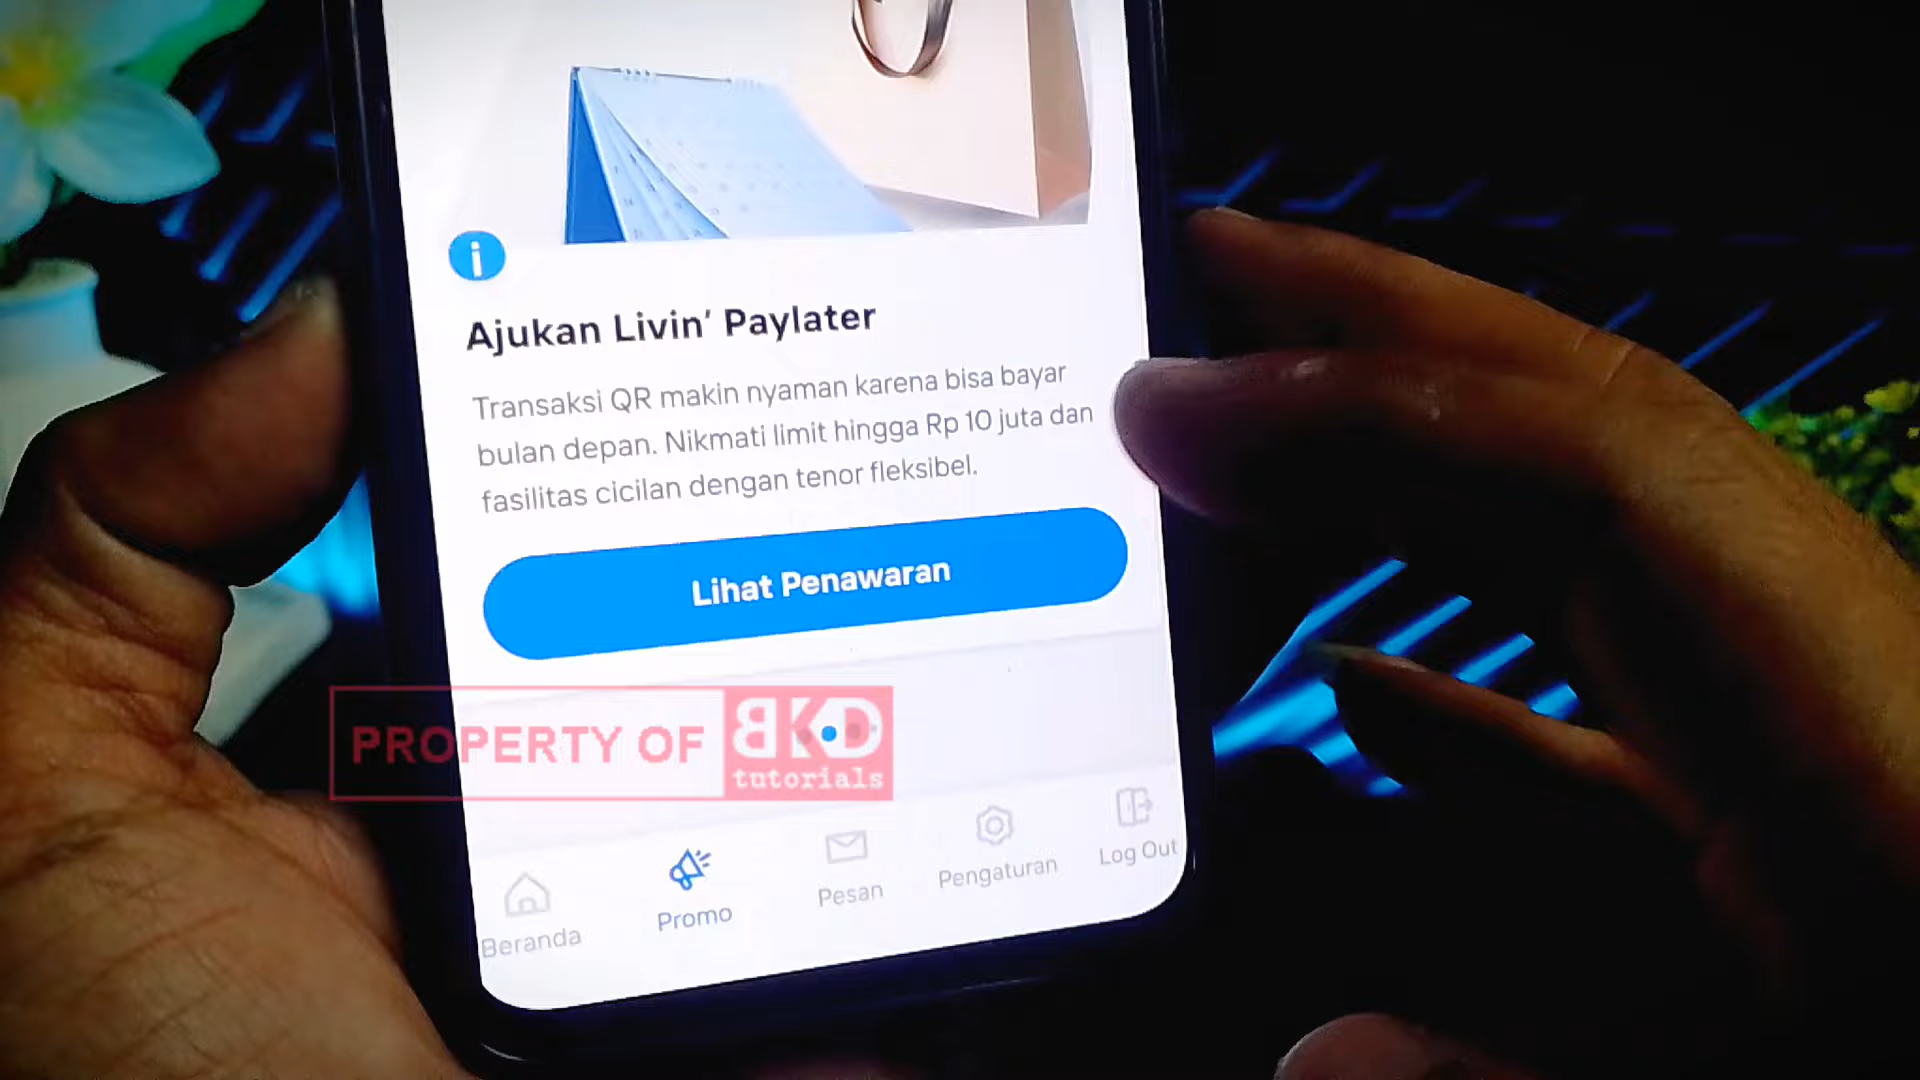 Ajukan Livin' Paylater
Transaksi QR makin nyaman karena bisa bayar
bulan depan. Nikmati limit hingga Rp 10 juta dan
fasilitas cicilan dengan tenor fleksibel.
Lihat Penawaran
PROPERTY OF BKD
tutorials
Beranda
Promo
Pesan
Pengaturan
Log Out